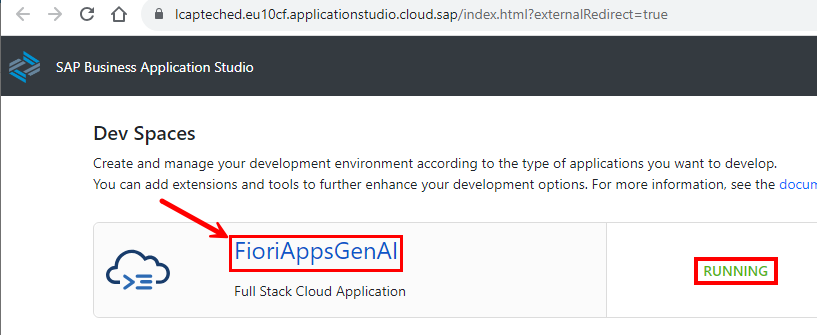 lcapteched.eu10cf.applicationstudio.cloud.sap/index.html?externalRedirect=true
SAP Business Application Studio
Dev Spaces
Create and manage your development environment according to the type of applications you want to develop.
You can add extensions and tools to further enhance your development options. For more information, see the docum
FioriAppsGenAI
RUNNING
Full Stack Cloud Application